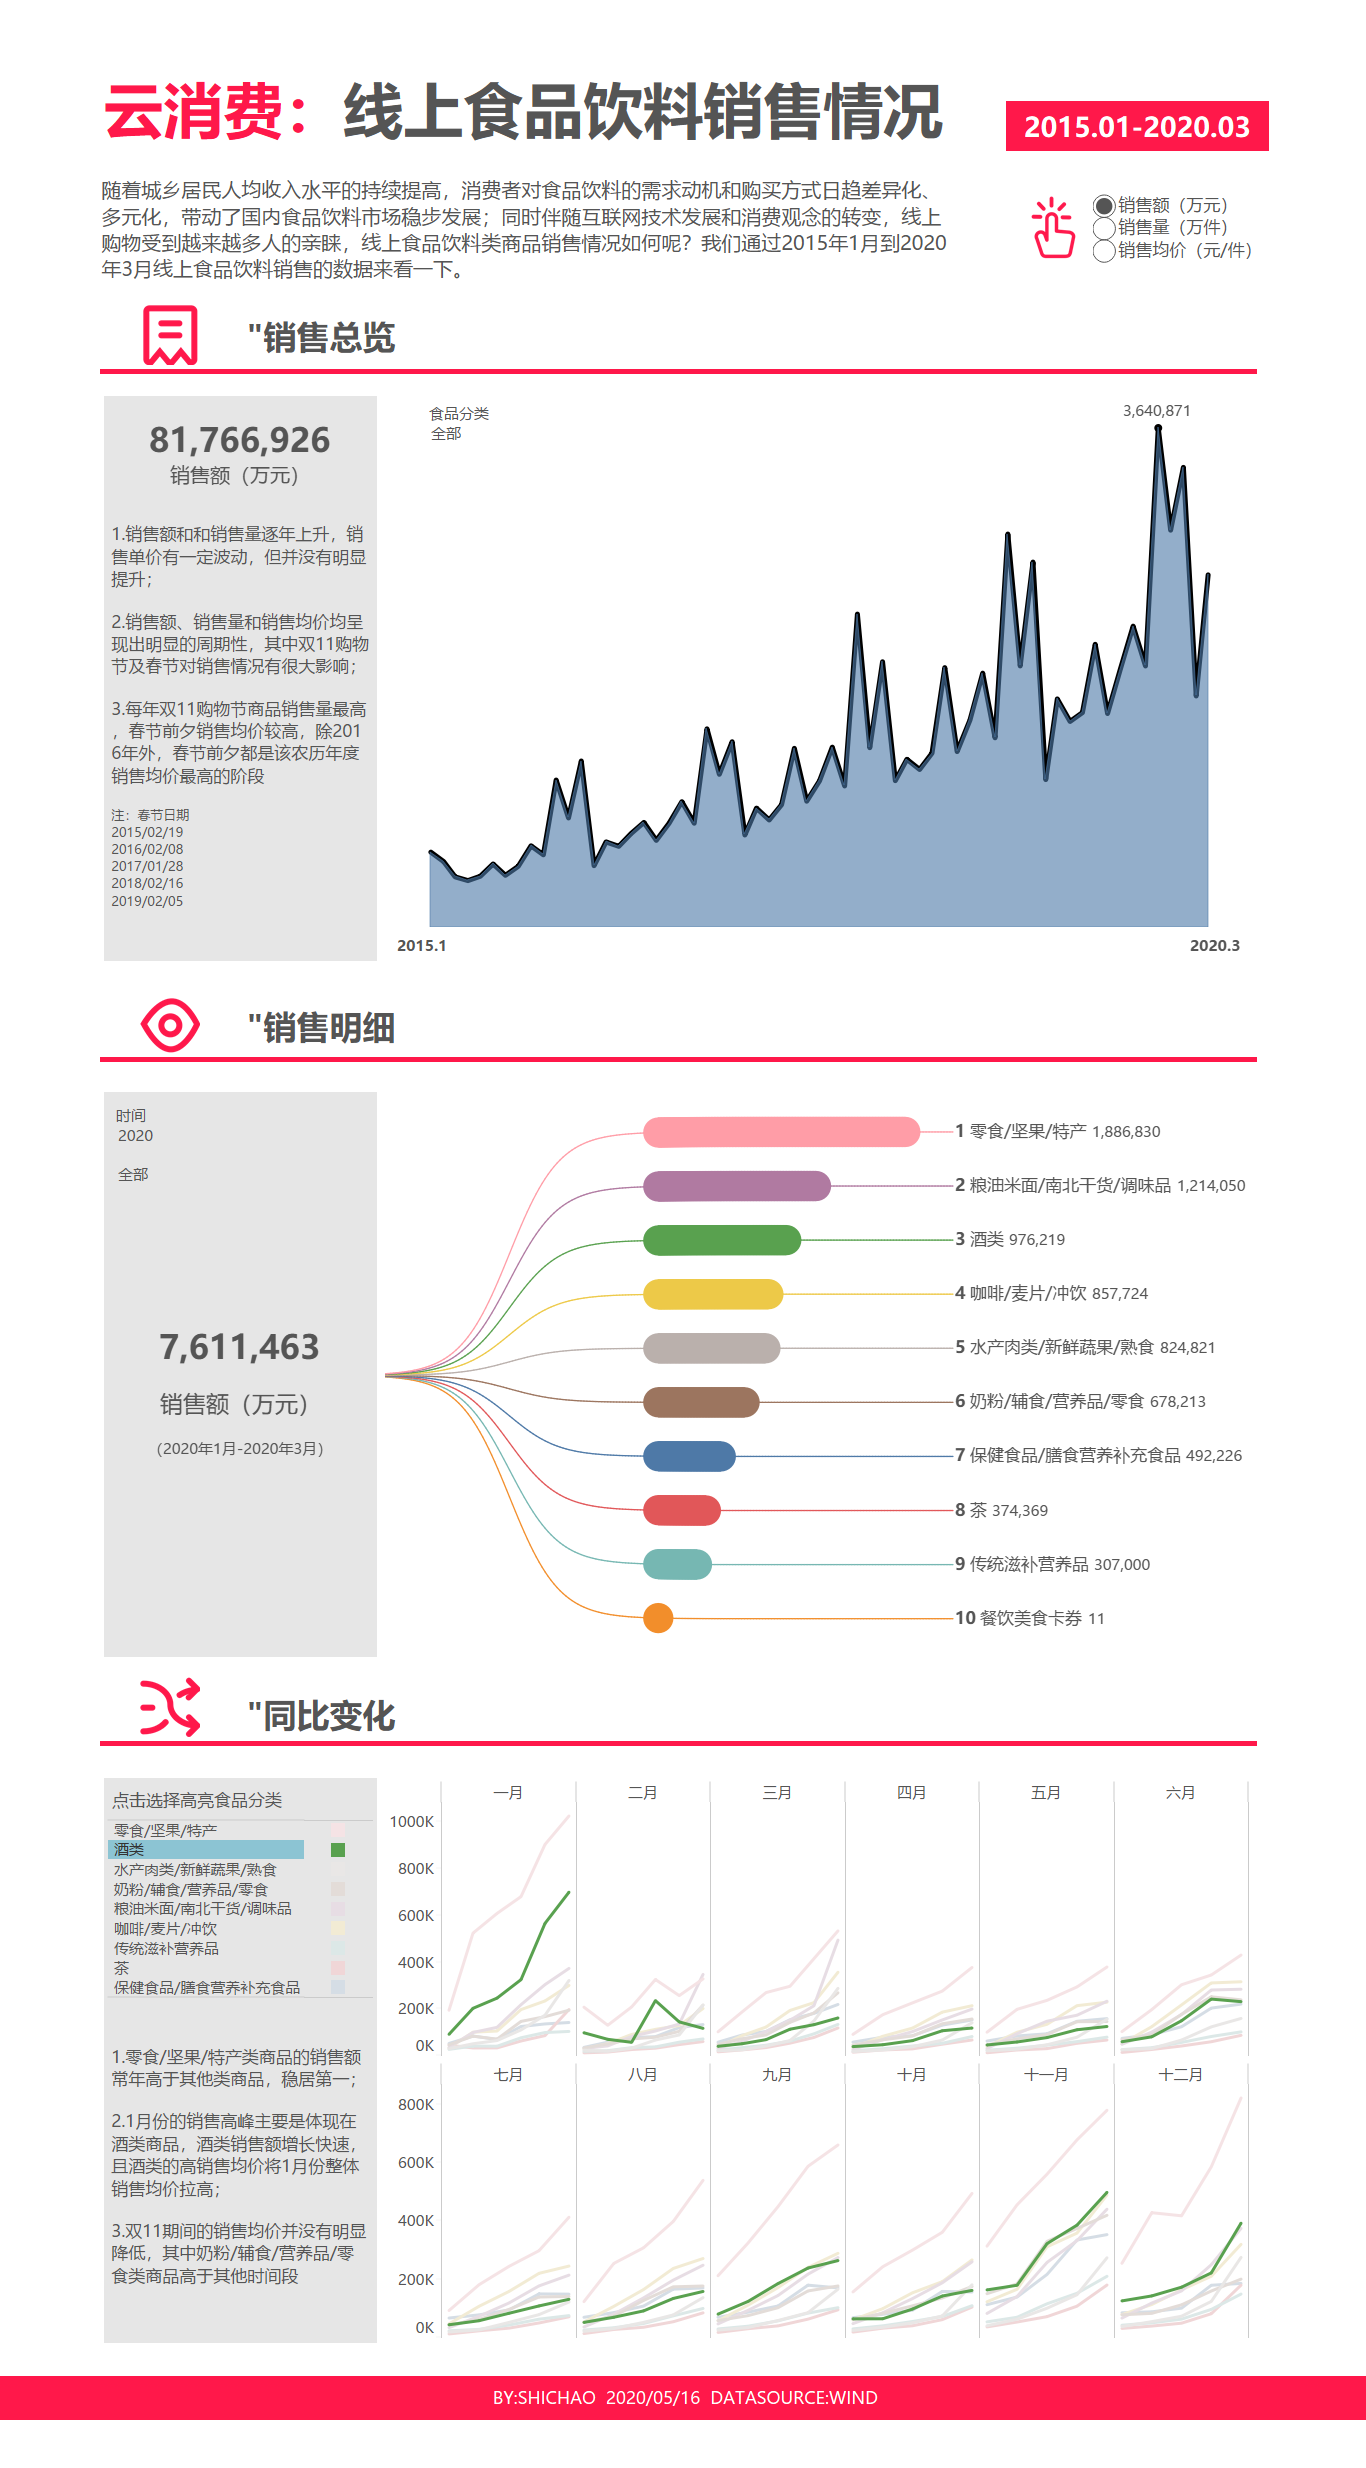 云消费：线上食品饮料销售情况
2015.01-2020.03
随着城乡居民人均收入水平的持续提高，消费者对食品饮料的需求动机和购买方式日趋差异化、
多元化，带动了国内食品饮料市场稳步发展；同时伴随互联网技术发展和消费观念的转变，线上
购物受到越来越多人的亲睐，线上食品饮料类商品销售情况如何呢？我们通过2015年1月到2020
年3月线上食品饮料销售的数据来看一下。
销售额（万元）
销售量（万件）
销售均价（元/件）
"销售总览
81,766,926
销售额（万元）
1.销售额和和销售量逐年上升，销
售单价有一定波动，但并没有明显
提升；
2.销售额、销售量和销售均价均呈
现出明显的周期性，其中双11购物
节及春节对销售情况有很大影响；
3.每年双11购物节商品销售量最高
，春节前夕销售均价较高，除201
6年外，春节前夕都是该农历年度
销售均价最高的阶段
注：春节日期
2015/02/19
2016/02/08
2017/01/28
2018/02/16
2019/02/05
食品分类
全部
3,640,871
2015.1
2020.3
"销售明细
时间
2020
全部
7,611,463
销售额（万元）
（2020年1月-2020年3月）
1 零食/坚果/特产 1,886,830
2 粮油米面/南北干货/调味品 1,214,050
3 酒类 976,219
4 咖啡/麦片/冲饮 857,724
5 水产肉类/新鲜蔬果/熟食 824,821
6 奶粉/辅食/营养品/零食 678,213
7 保健食品/膳食营养补充食品 492,226
8 茶 374,369
9 传统滋补营养品 307,000
10 餐饮美食卡券 11
"同比变化
点击选择高亮食品分类
零食/坚果/特产
酒类
水产肉类/新鲜蔬果/熟食
奶粉/辅食/营养品/零食
粮油米面/南北干货/调味品
咖啡/麦片/冲饮
传统滋补营养品
茶
保健食品/膳食营养补充食品
1.零食/坚果/特产类商品的销售额
常年高于其他类商品，稳居第一；
2.1月份的销售高峰主要是体现在
酒类商品，酒类销售额增长快速，
且酒类的高销售均价将1月份整体
销售均价拉高；
3.双11期间的销售均价并没有明显
降低，其中奶粉/辅食/营养品/零
食类商品高于其他时间段
一月 二月 三月 四月 五月 六月
1000K
800K
600K
400K
200K
0K
七月 八月 九月 十月 十一月 十二月
800K
600K
400K
200K
0K
BY:SHICHAO 2020/05/16 DATASOURCE:WIND